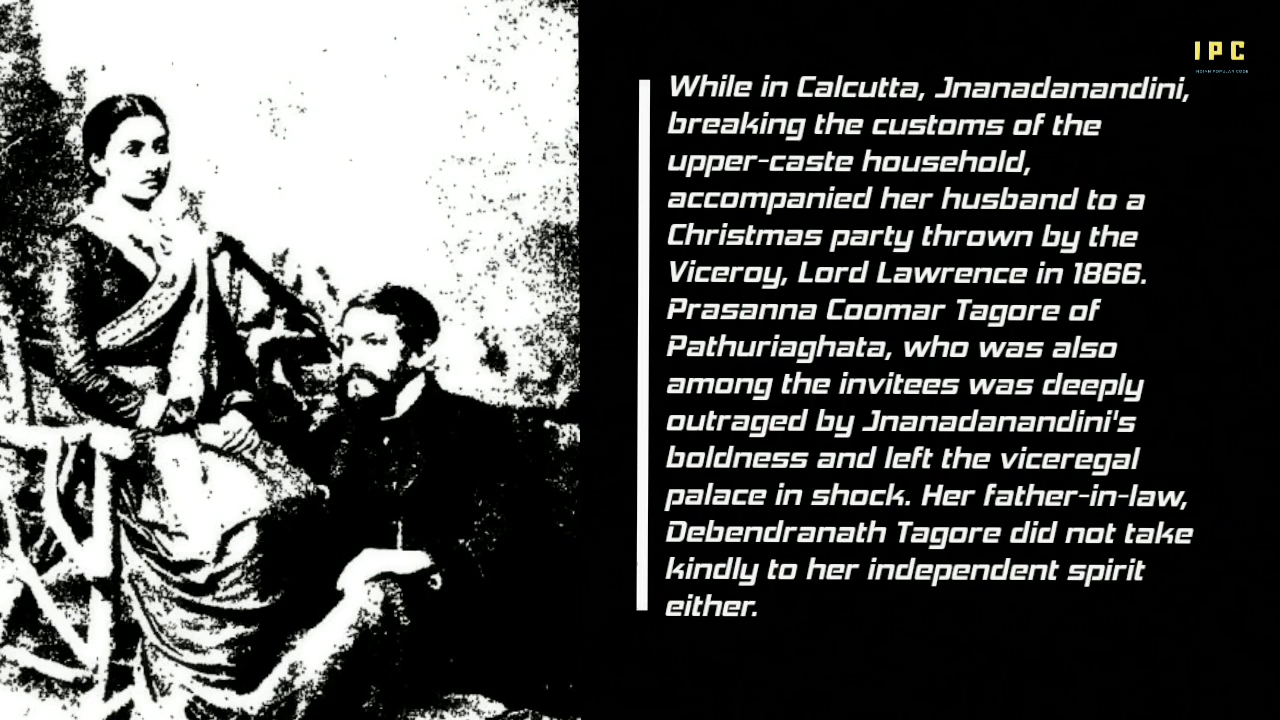 IPC
INDIAN POPULAR CODE
While in Calcutta, Jnanadanandini,
breaking the customs of the
upper-caste household,
accompanied her husband to a
Christmas party thrown by the
Viceroy, Lord Lawrence in 1866.
Prasanna Coomar Tagore of
Pathuriaghata, who was also
among the invitees was deeply
outraged by Jnanadanandini's
boldness and left the viceregal
palace in shock. Her father-in-law,
Debendranath Tagore did not take
kindly to her independent spirit
either.